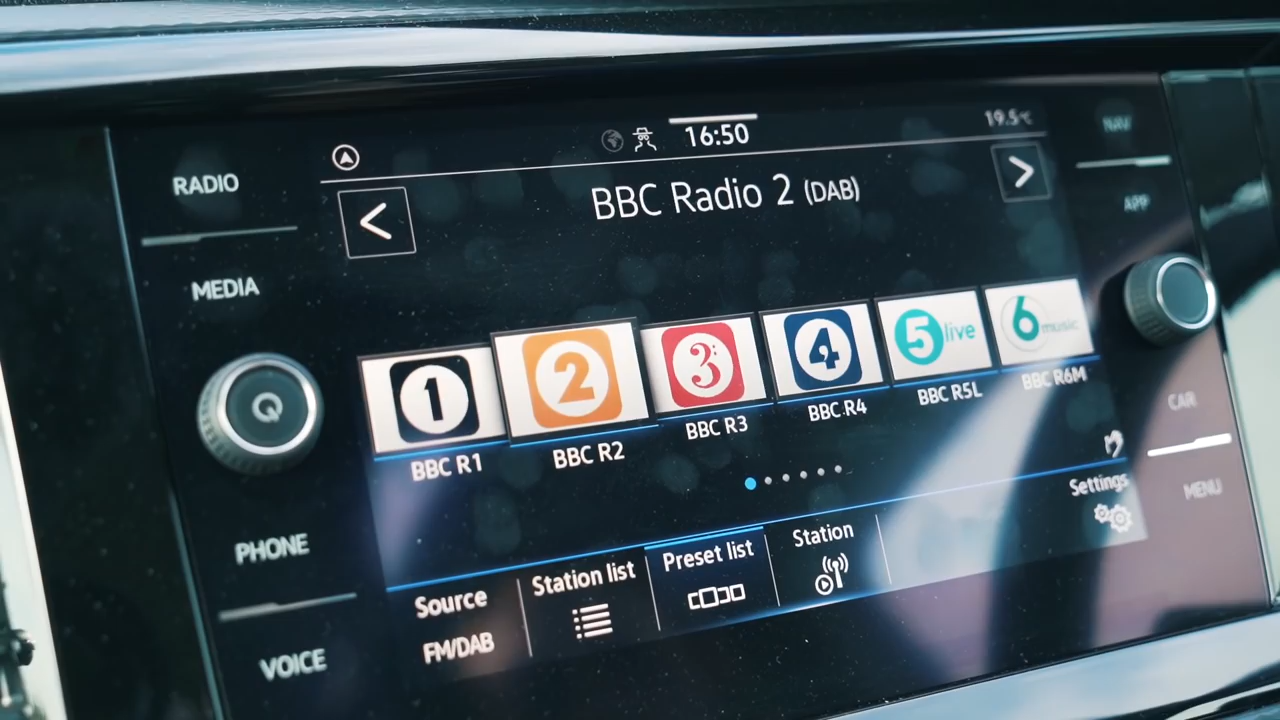 16:50
19.5°C
NAV
RADIO
BBC Radio 2 (DAB)
APP
MEDIA
1
2
3
4
5 live
6 music
BBC R1
BBC R2
BBC R3
BBC R4
BBC R5L
BBC R6M
CAR
MENU
PHONE
VOICE
Source
FM/DAB
Station list
Preset list
Station
Settings